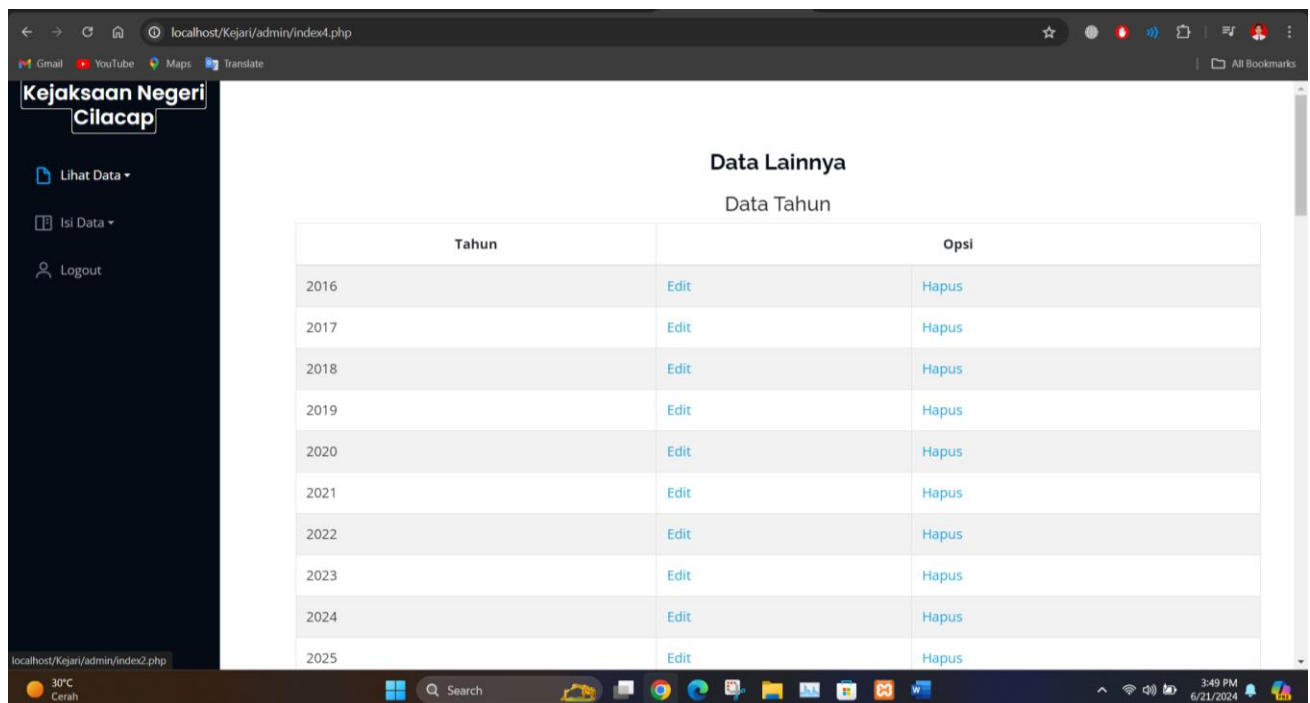 localhost/Kejari/admin/index4.php
Gmail YouTube Maps Translate All Bookmarks
Kejaksaan Negeri
Cilacap
Lihat Data
Isi Data
Logout
Data Lainnya
Data Tahun
Tahun Opsi
2016 Edit Hapus
2017 Edit Hapus
2018 Edit Hapus
2019 Edit Hapus
2020 Edit Hapus
2021 Edit Hapus
2022 Edit Hapus
2023 Edit Hapus
2024 Edit Hapus
2025 Edit Hapus
localhost/Kejari/admin/index2.php
30°C
Cerah
Search
3:49 PM
6/21/2024